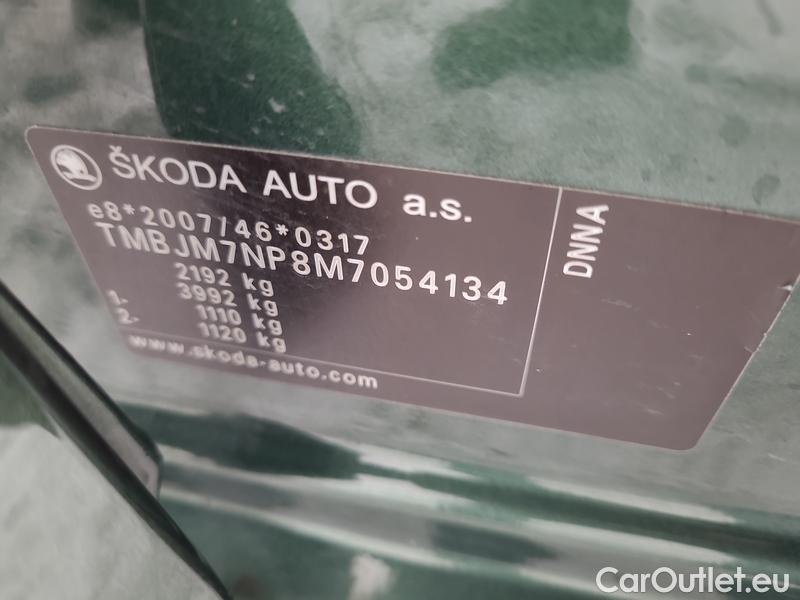 ŠKODA AUTO a.s.
e8*2007/46*0317
TMBJM7NP8M7054134
2192 kg
3992 kg
1- 1110 kg
2- 1120 kg
www.skoda-auto.com
DNNA
CarOutlet.eu